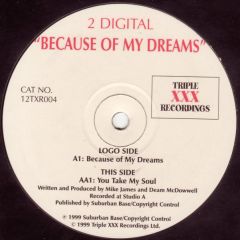 2 DIGITAL
"BECAUSE OF MY DREAMS"
CAT NO.
12TXR004
TRIPLE
XXX
RECORDINGS
LOGO SIDE
A1: Because of My Dreams
THIS SIDE
AA1: You Take My Soul
Written and Produced by Mike James and Deam McDowwell
Recorded at Studio A
Published by Suburban Base/Copyright Control
℗ 1999 Suburban Base/Copyright Control
© 1999 Triple XXX Recordings Ltd.